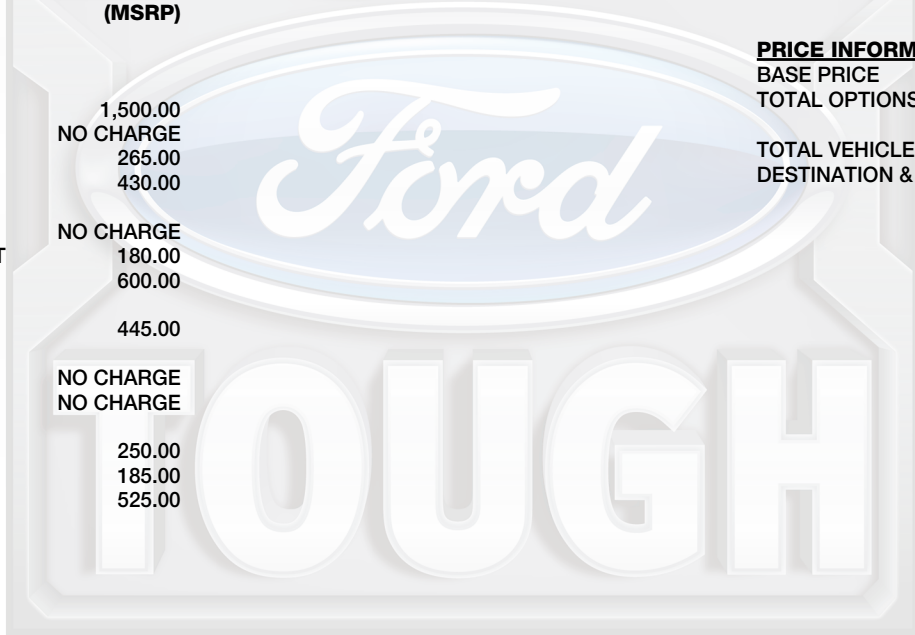 (MSRP)
1,500.00
NO CHARGE
265.00
430.00
NO CHARGE
T 180.00
600.00
445.00
NO CHARGE
NO CHARGE
250.00
185.00
525.00
PRICE INFORM
BASE PRICE
TOTAL OPTIONS
TOTAL VEHICLE
DESTINATION &
Ford
TOUGH